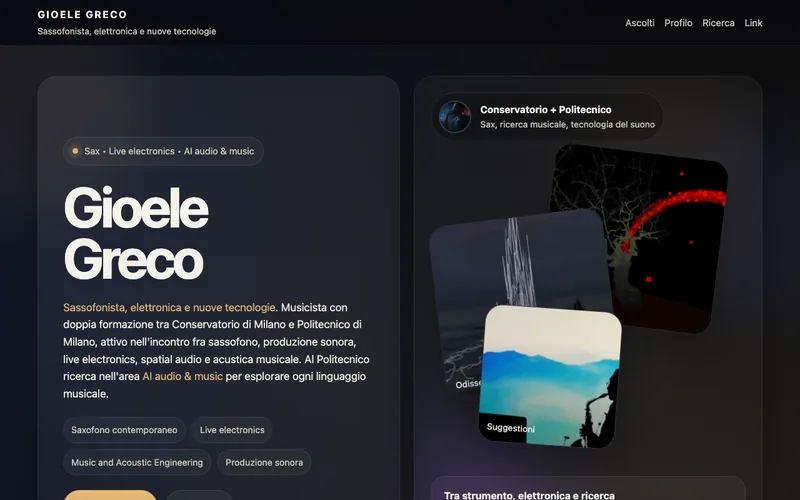 GIOELE GRECO
Sassofonista, elettronica e nuove tecnologie
Ascolti Profilo Ricerca Link
Sax • Live electronics • AI audio & music
Gioele
Greco
Sassofonista, elettronica e nuove tecnologie. Musicista con
doppia formazione tra Conservatorio di Milano e Politecnico di
Milano, attivo nell'incontro fra sassofono, produzione sonora,
live electronics, spatial audio e acustica musicale. Al Politecnico
ricerca nell'area AI audio & music per esplorare ogni linguaggio
musicale.
Saxofono contemporaneo
Live electronics
Music and Acoustic Engineering
Produzione sonora
Conservatorio + Politecnico
Sax, ricerca musicale, tecnologia del suono
Suggestioni
Tra strumento, elettronica e ricerca